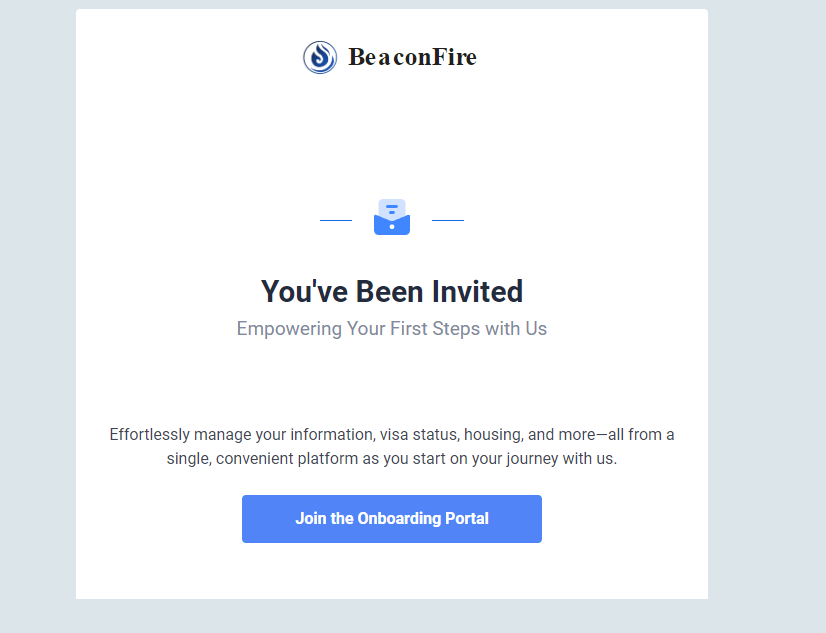 BeaconFire
You've Been Invited
Empowering Your First Steps with Us
Effortlessly manage your information, visa status, housing, and more—all from a
single, convenient platform as you start on your journey with us.
Join the Onboarding Portal